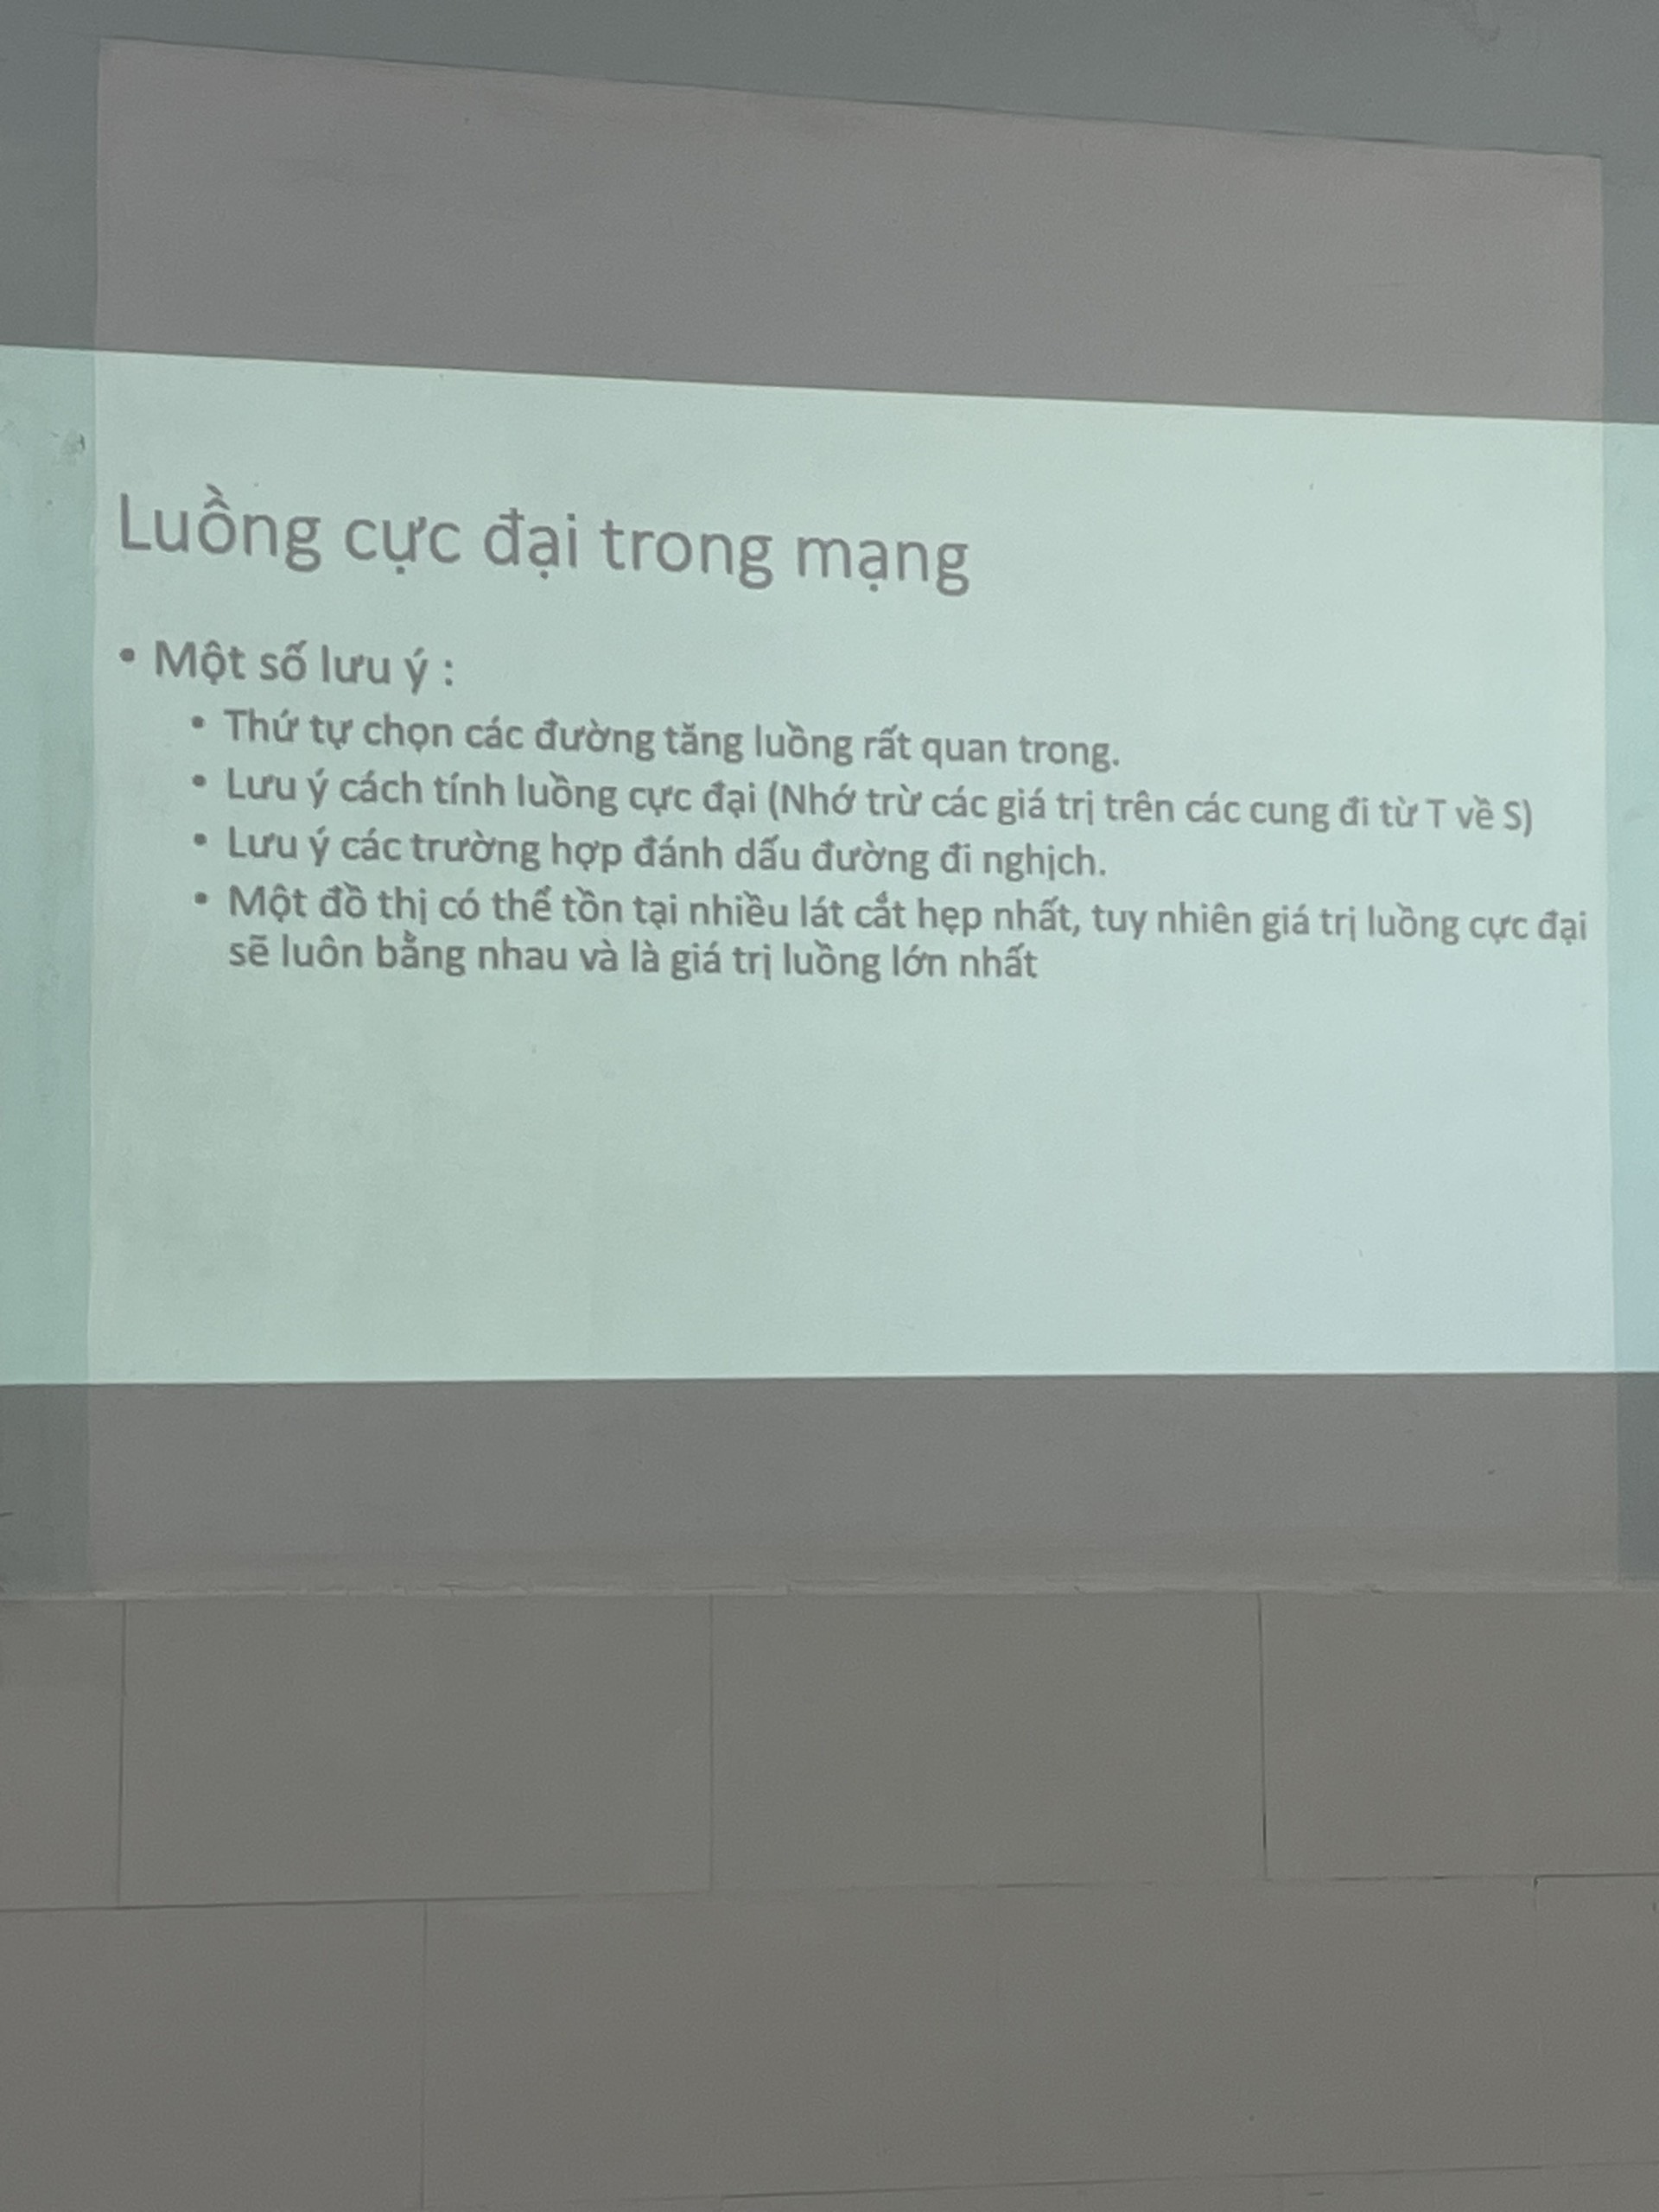 Luồng cực đại trong mạng
• Một số lưu ý :
• Thứ tự chọn các đường tăng luồng rất quan trong.
• Lưu ý cách tính luồng cực đại (Nhớ trừ các giá trị trên các cung đi từ T về S)
• Lưu ý các trường hợp đánh dấu đường đi nghịch.
• Một đồ thị có thể tồn tại nhiều lát cắt hẹp nhất, tuy nhiên giá trị luồng cực đại
sẽ luôn bằng nhau và là giá trị luồng lớn nhất